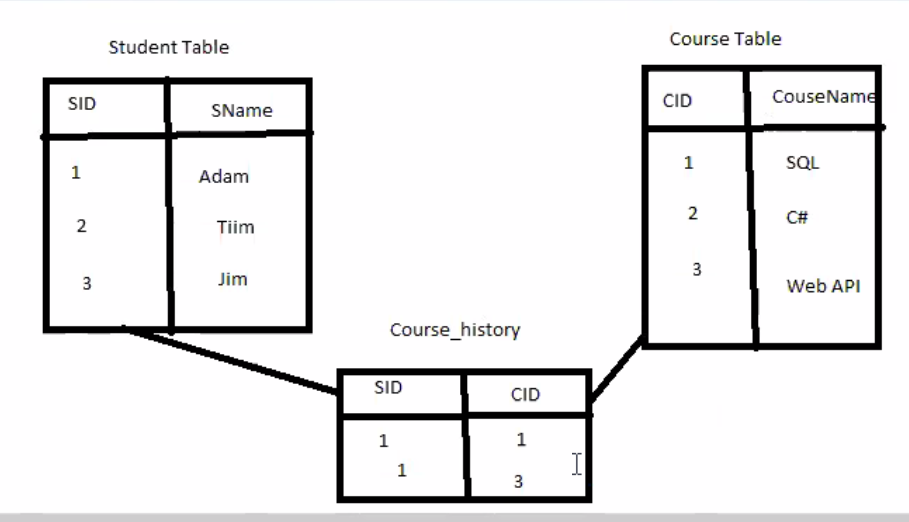 Student Table
SID SName
1 Adam
2 Tiim
3 Jim
Course Table
CID CouseName
1 SQL
2 C#
3 Web API
Course_history
SID CID
1 1
1 3